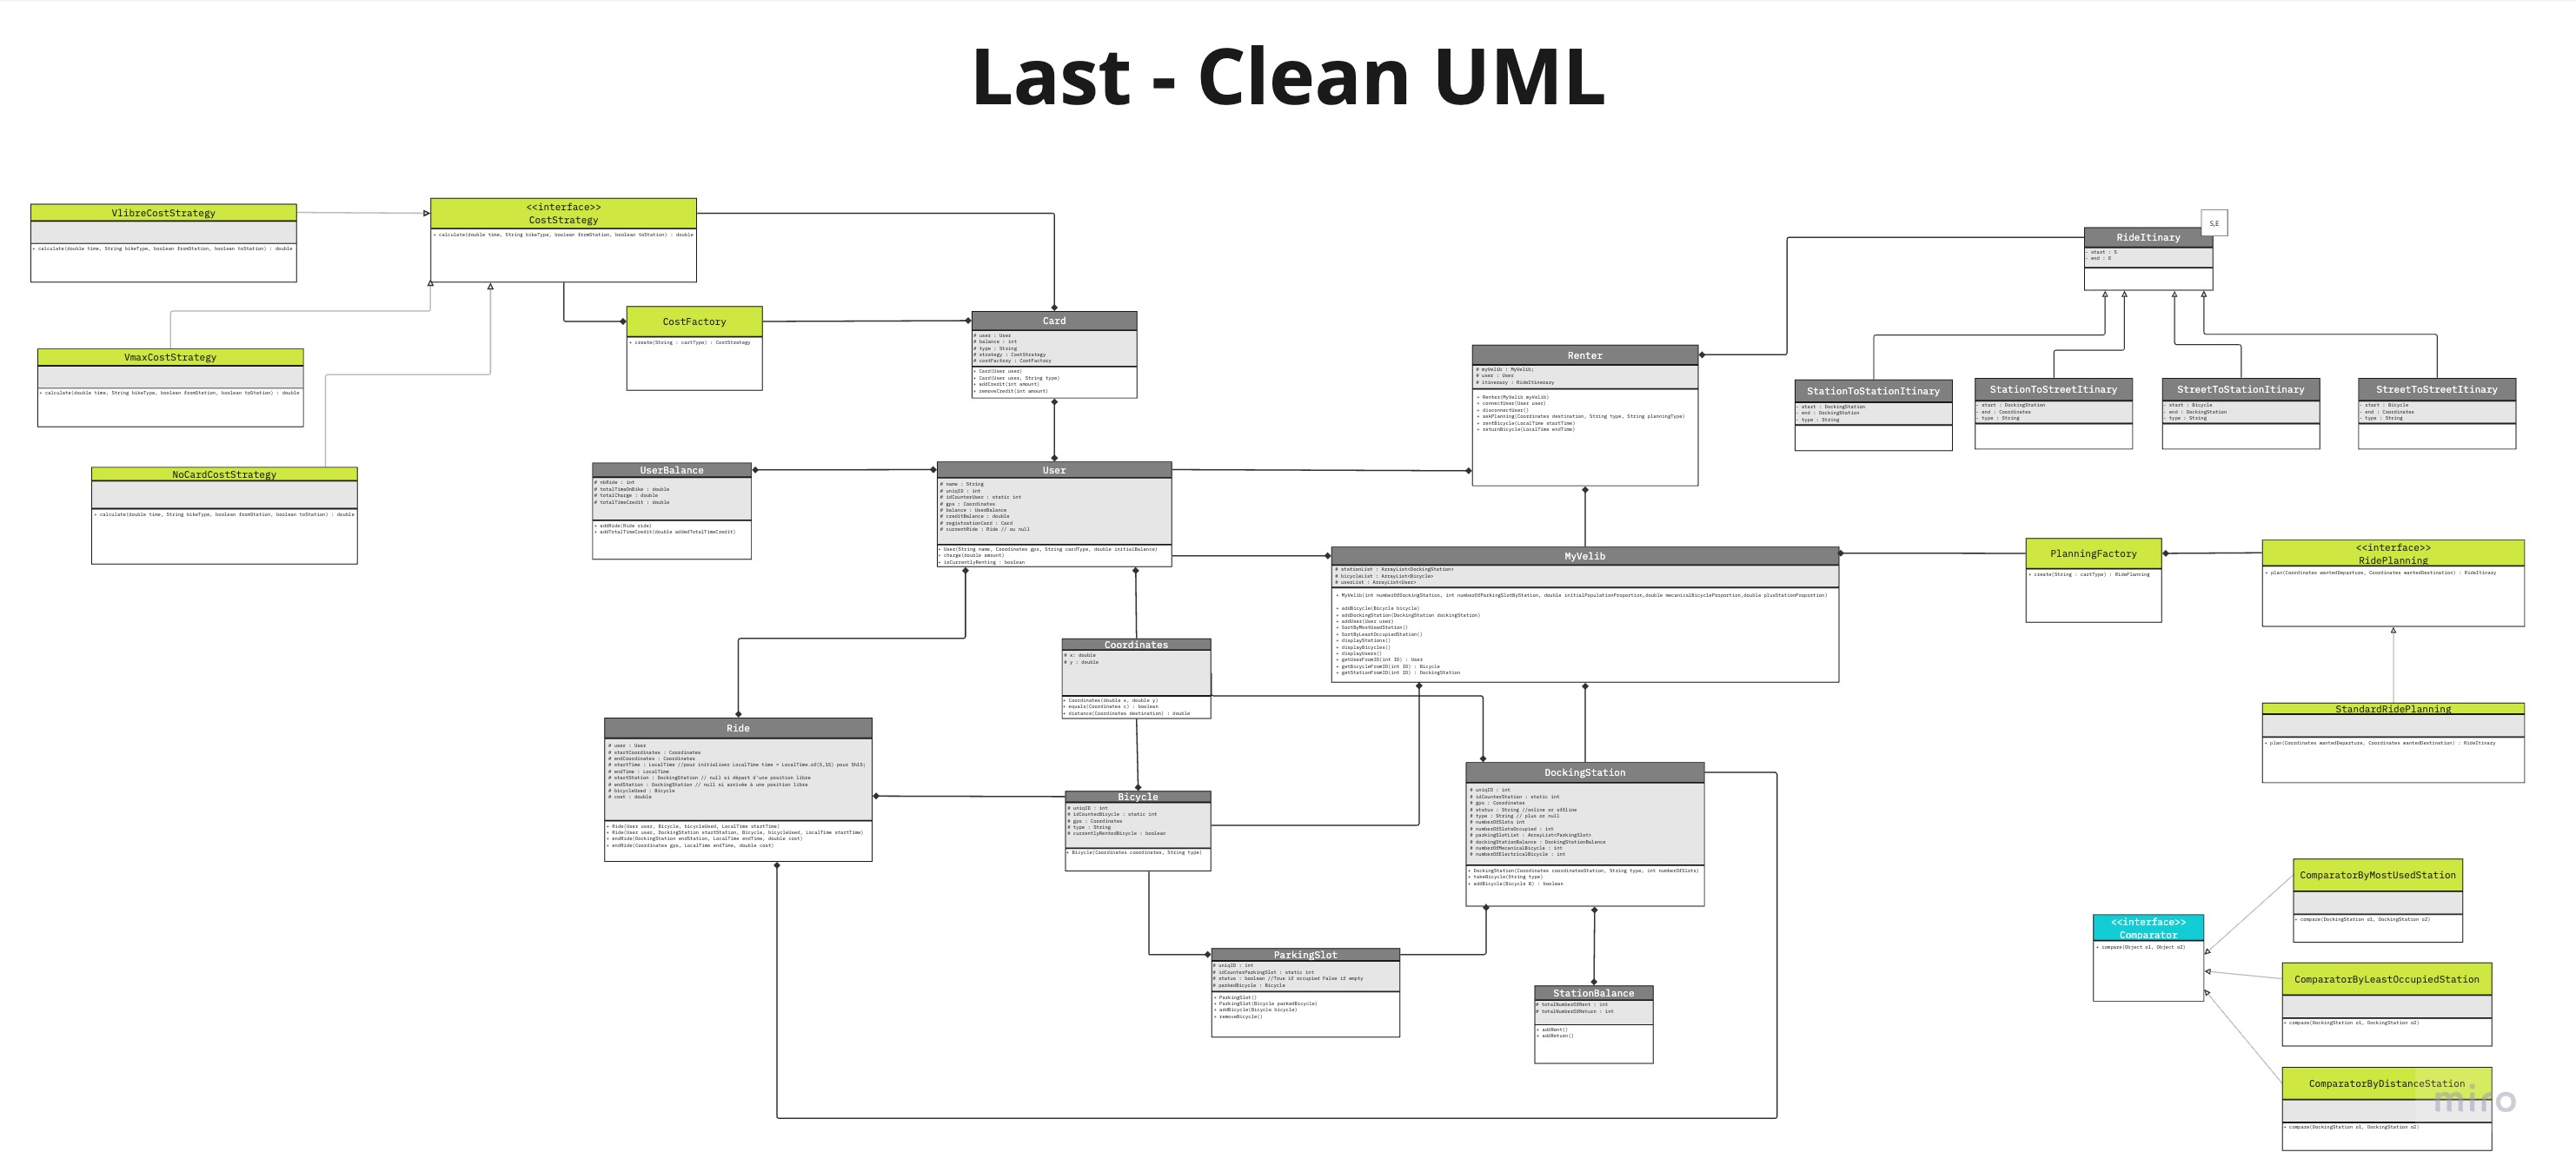 Last - Clean UML
VlibreCostStrategy
+ calculate(double time, String bikeType, boolean fromStation, boolean toStation) : double
<<interface>>
CostStrategy
+ calculate(double time, String bikeType, boolean fromStation, boolean toStation) : double
VmaxCostStrategy
+ calculate(double time, String bikeType, boolean fromStation, boolean toStation) : double
NoCardCostStrategy
+ calculate(double time, String bikeType, boolean fromStation, boolean toStation) : double
CostFactory
+ create(String : cartType) : CostStrategy
Card
# user : User
# balance : int
# type : String
# strategy : CostStrategy
# costFactory : CostFactory
+ Card(User user)
+ Card(User user, String type)
+ addCredit(int amount)
+ removeCredit(int amount)
UserBalance
# nbRide : int
# totalTimeOnBike : double
# totalCharge : double
# totalTimeCredit : double
+ addRide(Ride ride)
+ addTotalTimeCredit(double addedTotalTimeCredit)
User
# name : String
# uniqID : int
# idCounterUser : static int
# gps : Coordinates
# balance : UserBalance
# creditBalance : double
# registrationCard : Card
# currentRide : Ride // ou null
+ User(String name, Coordinates gps, String cardType, double initialBalance)
+ charge(double amount)
+ isCurrentlyRenting : boolean
Renter
# myVelib : MyVelib;
# user : User
# itinerary : RideItinerary
+ Renter(MyVelib myVelib)
+ connectUser(User user)
+ disconnectUser()
+ askPlanning(Coordinates destination, String type, String planningType)
+ rentBicycle(LocalTime startTime)
+ returnBicycle(LocalTime endTime)
S,E
RideItinary
- start : S
- end : E
StationToStationItinary
- start : DockingStation
- end : DockingStation
- type : String
StationToStreetItinary
- start : DockingStation
- end : Coordinates
- type : String
StreetToStationItinary
- start : Bicycle
- end : DockingStation
- type : String
StreetToStreetItinary
- start : Bicycle
- end : Coordinates
- type : String
MyVelib
# stationList : ArrayList<DockingStation>
# bicycleList : ArrayList<Bicycle>
# userList : ArrayList<User>
+ MyVelib(int numberOfDockingStation, int numberOfParkingSlotByStation, double initialPopulationProportion,double mecanicalBicycleProportion,double plusStationProportion)
+ addBicycle(Bicycle bicycle)
+ addDockingStation(DockingStation dockingStation)
+ addUser(User user)
+ SortByMostUsedStation()
+ SortByLeastOccupiedStation()
+ displayStations()
+ displayBicycles()
+ displayUsers()
+ getUserFromID(int ID) : User
+ getBicycleFromID(int ID) : Bicycle
+ getStationFromID(int ID) : DockingStation
PlanningFactory
+ create(String : cartType) : RidePlanning
<<interface>>
RidePlanning
+ plan(Coordinates wantedDeparture, Coordinates wantedDestination) : RideItinary
StandardRidePlanning
+ plan(Coordinates wantedDeparture, Coordinates wantedDestination) : RideItinary
Coordinates
# x: double
# y : double
+ Coordinates(double x, double y)
+ equals(Coordinates c) : boolean
+ distance(Coordinates destination) : double
Ride
# user : User
# startCoordinates : Coordinates
# endCoordinates : Coordinates
# startTime : LocalTime //pour initialiser LocalTime time = LocalTime.of(5,15) pour 5h15;
# endTime : LocalTime
# startStation : DockingStation // null si départ d'une position libre
# endStation : DockingStation // null si arrivée à une position libre
# bicycleUsed : Bicycle
# cost : double
+ Ride(User user, Bicycle, bicycleUsed, LocalTime startTime)
+ Ride(User user, DockingStation startStation, Bicycle, bicycleUsed, LocalTime startTime)
+ endRide(DockingStation endStation, LocalTime endTime, double cost)
+ endRide(Coordinates gps, LocalTime endTime, double cost)
Bicycle
# uniqID : int
# idCounterBicycle : static int
# gps : Coordinates
# type : String
# currentlyRentedBicycle : boolean
+ Bicycle(Coordinates coordinates, String type)
DockingStation
# uniqID : int
# idCounterStation : static int
# gps : Coordinates
# status : String //online or offline
# type : String // plus or null
# numberOfSlots int
# numberOfSlotsOccupied : int
# parkingSlotList : ArrayList<ParkingSlot>
# dockingStationBalance : DockingStationBalance
# numberOfMecanicalBicycle : int
# numberOfElectricalBicycle : int
+ DockingStation(Coordinates coordinatesStation, String type, int numberOfSlots)
+ takeBicycle(String type)
+ addBicycle(Bicycle B) : boolean
ParkingSlot
# uniqID : int
# idCounterParkingSlot : static int
# status : boolean //True if occupied False if empty
# parkedBicycle : Bicycle
+ ParkingSlot()
+ ParkingSlot(Bicycle parkedBicycle)
+ addBicycle(Bicycle bicycle)
+ removeBicycle()
StationBalance
# totalNumberOfRent : int
# totalNumberOfReturn : int
+ addRent()
+ addReturn()
<<interface>>
Comparator
+ compare(Object o1, Object o2)
ComparatorByMostUsedStation
+ compare(DockingStation o1, DockingStation o2)
ComparatorByLeastOccupiedStation
+ compare(DockingStation o1, DockingStation o2)
ComparatorByDistanceStation
+ compare(DockingStation o1, DockingStation o2)
miro